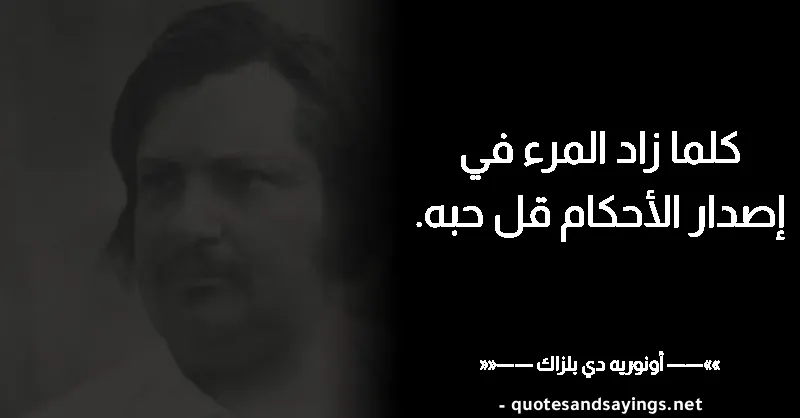 كلما زاد المرء في
إصدار الأحكام قل حبه.
»»—— أونوريه دي بلزاك ——««
- quotesandsayings.net